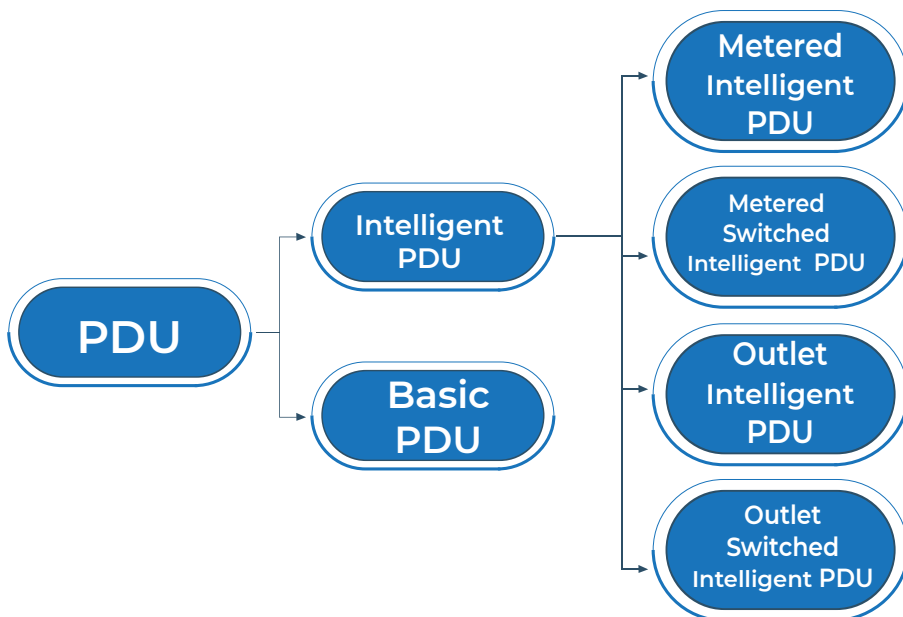 PDU
Intelligent
PDU
Basic
PDU
Metered
Intelligent
PDU
Metered
Switched
Intelligent PDU
Outlet
Intelligent
PDU
Outlet
Switched
Intelligent PDU